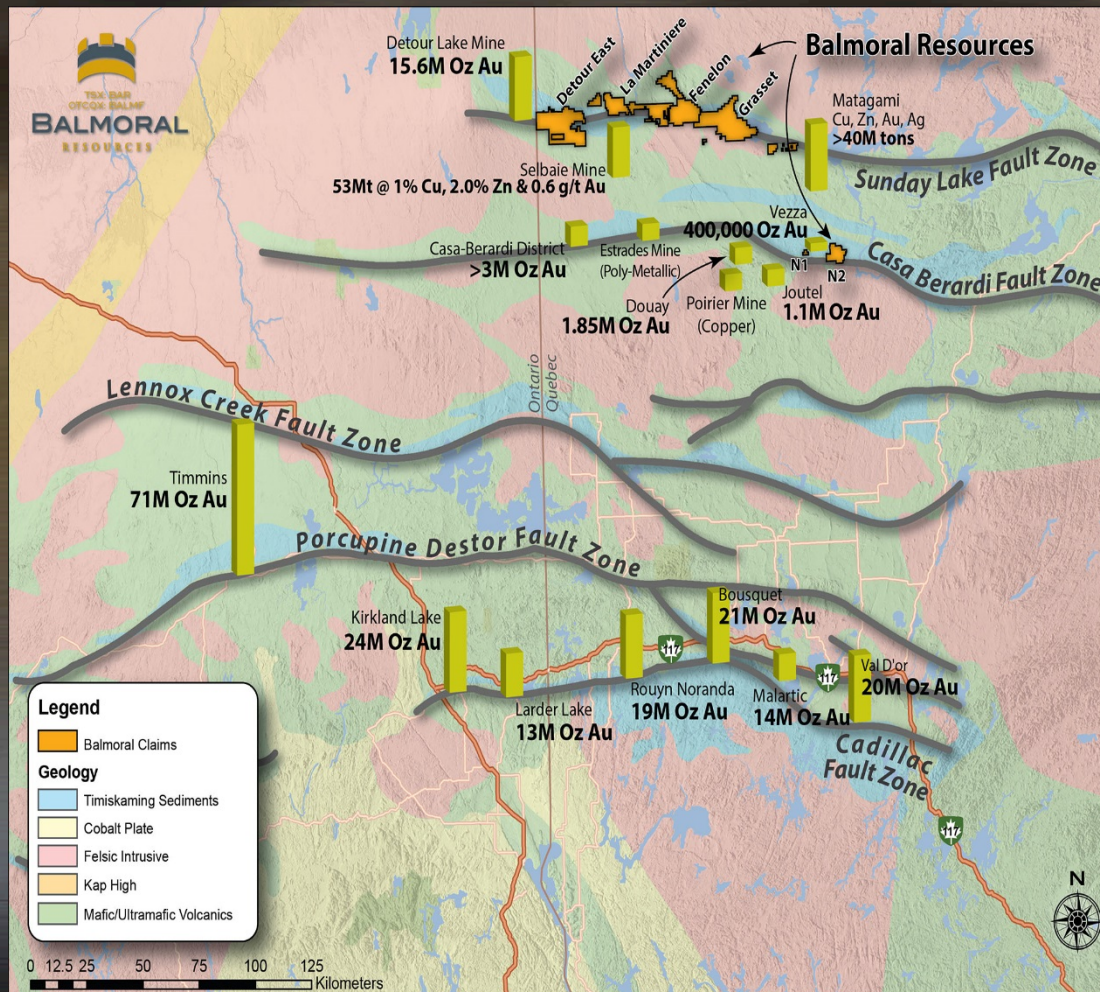 TSX: BAR
OTCQX: BALMF
BALMORAL
RESOURCES
Detour Lake Mine
15.6M Oz Au
Detour East
La Martiniere
Fenelon
Grasset
Balmoral Resources
Matagami
Cu, Zn, Au, Ag
>40M tons
Sunday Lake Fault Zone
Selbaie Mine
53Mt @ 1% Cu, 2.0% Zn & 0.6 g/t Au
Vezza
400,000 Oz Au
Casa-Berardi District
>3M Oz Au
Estrades Mine
(Poly-Metallic)
N1
N2
Casa Berardi Fault Zone
Douay
1.85M Oz Au
Poirier Mine
(Copper)
Joutel
1.1M Oz Au
Ontario
Quebec
Lennox Creek Fault Zone
Timmins
71M Oz Au
Porcupine Destor Fault Zone
Kirkland Lake
24M Oz Au
Larder Lake
13M Oz Au
Rouyn Noranda
19M Oz Au
117
Bousquet
21M Oz Au
Malartic
14M Oz Au
117
Val D'or
20M Oz Au
Cadillac
Fault Zone
117
Legend
Balmoral Claims
Geology
Timiskaming Sediments
Cobalt Plate
Felsic Intrusive
Kap High
Mafic/Ultramafic Volcanics
N
0 12.5 25 50 75 100 125
Kilometers